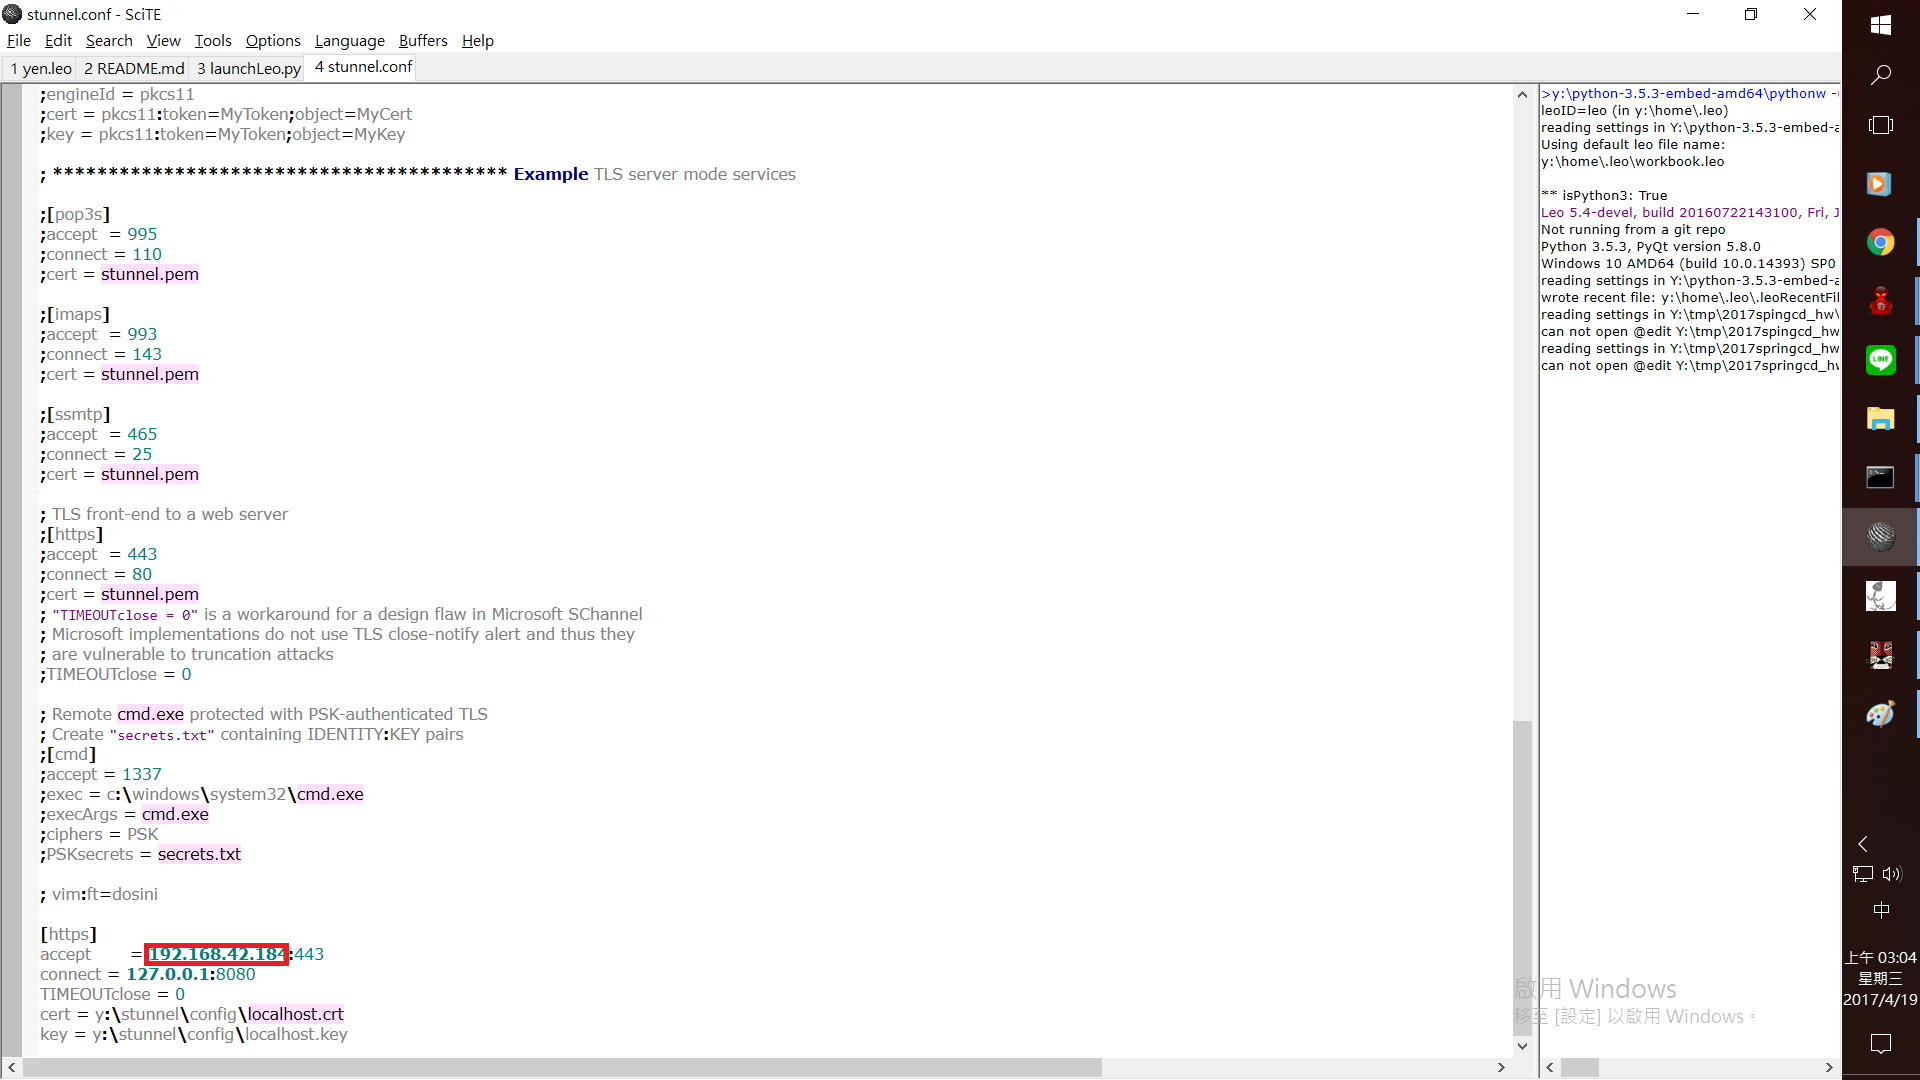 stunnel.conf - SciTE
File Edit Search View Tools Options Language Buffers Help
1 yen.leo 2 README.md 3 launchLeo.py 4 stunnel.conf
;engineId = pkcs11
;cert = pkcs11:token=MyToken;object=MyCert
;key = pkcs11:token=MyToken;object=MyKey
; ***************************************** Example TLS server mode services
;[pop3s]
;accept  = 995
;connect = 110
;cert = stunnel.pem
;[imaps]
;accept  = 993
;connect = 143
;cert = stunnel.pem
;[ssmtp]
;accept  = 465
;connect = 25
;cert = stunnel.pem
; TLS front-end to a web server
;[https]
;accept  = 443
;connect = 80
;cert = stunnel.pem
; "TIMEOUTclose = 0" is a workaround for a design flaw in Microsoft SChannel
; Microsoft implementations do not use TLS close-notify alert and thus they
; are vulnerable to truncation attacks
;TIMEOUTclose = 0
; Remote cmd.exe protected with PSK-authenticated TLS
; Create "secrets.txt" containing IDENTITY:KEY pairs
;[cmd]
;accept = 1337
;exec = c:\windows\system32\cmd.exe
;execArgs = cmd.exe
;ciphers = PSK
;PSKsecrets = secrets.txt
; vim:ft=dosini
[https]
accept = 192.168.42.184:443
connect = 127.0.0.1:8080
TIMEOUTclose = 0
cert = y:\stunnel\config\localhost.crt
key = y:\stunnel\config\localhost.key
>y:\python-3.5.3-embed-amd64\pythonw -
leoID=leo (in y:\home\.leo)
reading settings in Y:\python-3.5.3-embed-a
Using default leo file name:
y:\home\.leo\workbook.leo
** isPython3: True
Leo 5.4-devel, build 20160722143100, Fri, J
Not running from a git repo
Python 3.5.3, PyQt version 5.8.0
Windows 10 AMD64 (build 10.0.14393) SP0
reading settings in Y:\python-3.5.3-embed-a
wrote recent file: y:\home\.leo\.leoRecentFil
reading settings in Y:\tmp\2017spingcd_hw\
can not open @edit Y:\tmp\2017spingcd_hw
reading settings in Y:\tmp\2017springcd_hw
can not open @edit Y:\tmp\2017springcd_hw
啟用 Windows
移至 [設定] 以啟用 Windows。
LINE
中
上午 03:04
星期三
2017/4/19